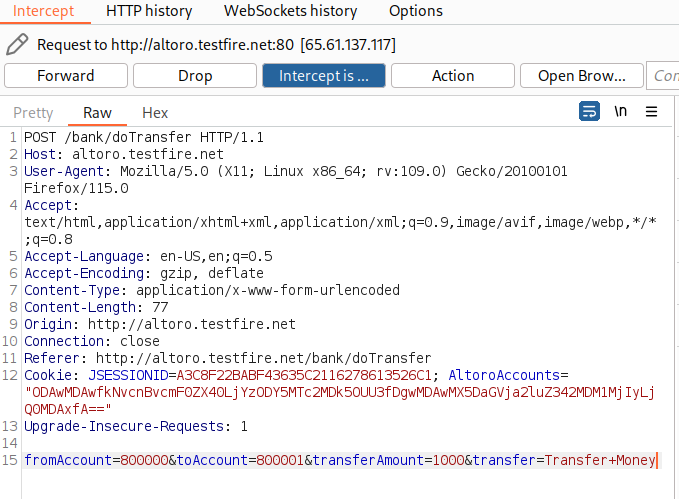 Intercept HTTP history WebSockets history Options
Request to http://altoro.testfire.net:80 [65.61.137.117]
Forward Drop Intercept is ... Action Open Brow... Con
Pretty Raw Hex \n
1 POST /bank/doTransfer HTTP/1.1
2 Host: altoro.testfire.net
3 User-Agent: Mozilla/5.0 (X11; Linux x86_64; rv:109.0) Gecko/20100101
Firefox/115.0
4 Accept:
text/html,application/xhtml+xml,application/xml;q=0.9,image/avif,image/webp,*/*
;q=0.8
5 Accept-Language: en-US,en;q=0.5
6 Accept-Encoding: gzip, deflate
7 Content-Type: application/x-www-form-urlencoded
8 Content-Length: 77
9 Origin: http://altoro.testfire.net
10 Connection: close
11 Referer: http://altoro.testfire.net/bank/doTransfer
12 Cookie: JSESSIONID=A3C8F22BABF43635C2116278613526C1; AltoroAccounts=
"ODAwMDAwfkNvcnBvcmF0ZX40LjYzODY5MTc2MDk5OUU3fDgwMDAwMX5DaGVja2luZ342MDM1MjIyLj
Q0MDAxfA=="
13 Upgrade-Insecure-Requests: 1
14
15 fromAccount=800000&toAccount=800001&transferAmount=1000&transfer=Transfer+Money